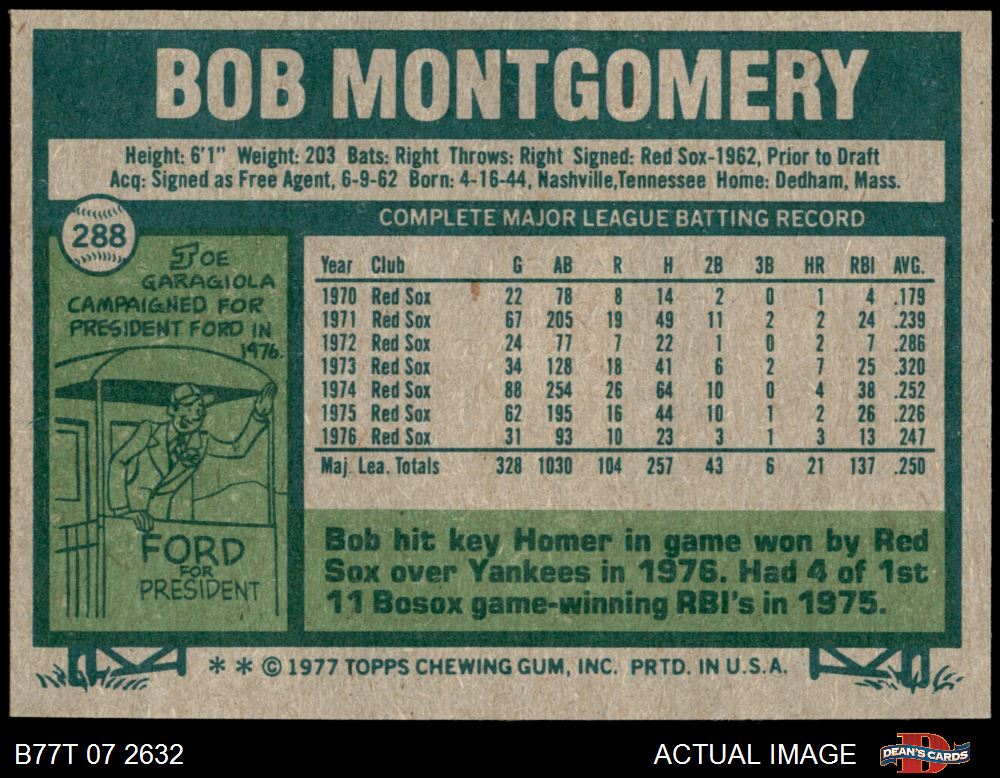 BOB MONTGOMERY
Height: 6'1" Weight: 203 Bats: Right Throws: Right Signed: Red Sox-1962, Prior to Draft
Acq: Signed as Free Agent, 6-9-62 Born: 4-16-44, Nashville,Tennessee Home: Dedham, Mass.
288
JOE
GARAGIOLA
CAMPAIGNED FOR
PRESIDENT FORD IN
1976.
FORD
FOR
PRESIDENT
COMPLETE MAJOR LEAGUE BATTING RECORD
Year Club G AB R H 2B 3B HR RBI AVG.
1970 Red Sox 22 78 8 14 2 0 1 4 .179
1971 Red Sox 67 205 19 49 11 2 2 24 .239
1972 Red Sox 24 77 7 22 1 0 2 7 .286
1973 Red Sox 34 128 18 41 6 2 7 25 .320
1974 Red Sox 88 254 26 64 10 0 4 38 .252
1975 Red Sox 62 195 16 44 10 1 2 26 .226
1976 Red Sox 31 93 10 23 3 1 3 13 .247
Maj. Lea. Totals 328 1030 104 257 43 6 21 137 .250
Bob hit key Homer in game won by Red
Sox over Yankees in 1976. Had 4 of 1st
11 Bosox game-winning RBI's in 1975.
** © 1977 TOPPS CHEWING GUM, INC. PRTD. IN U.S.A.
B77T 07 2632 ACTUAL IMAGE DEAN'S CARDS